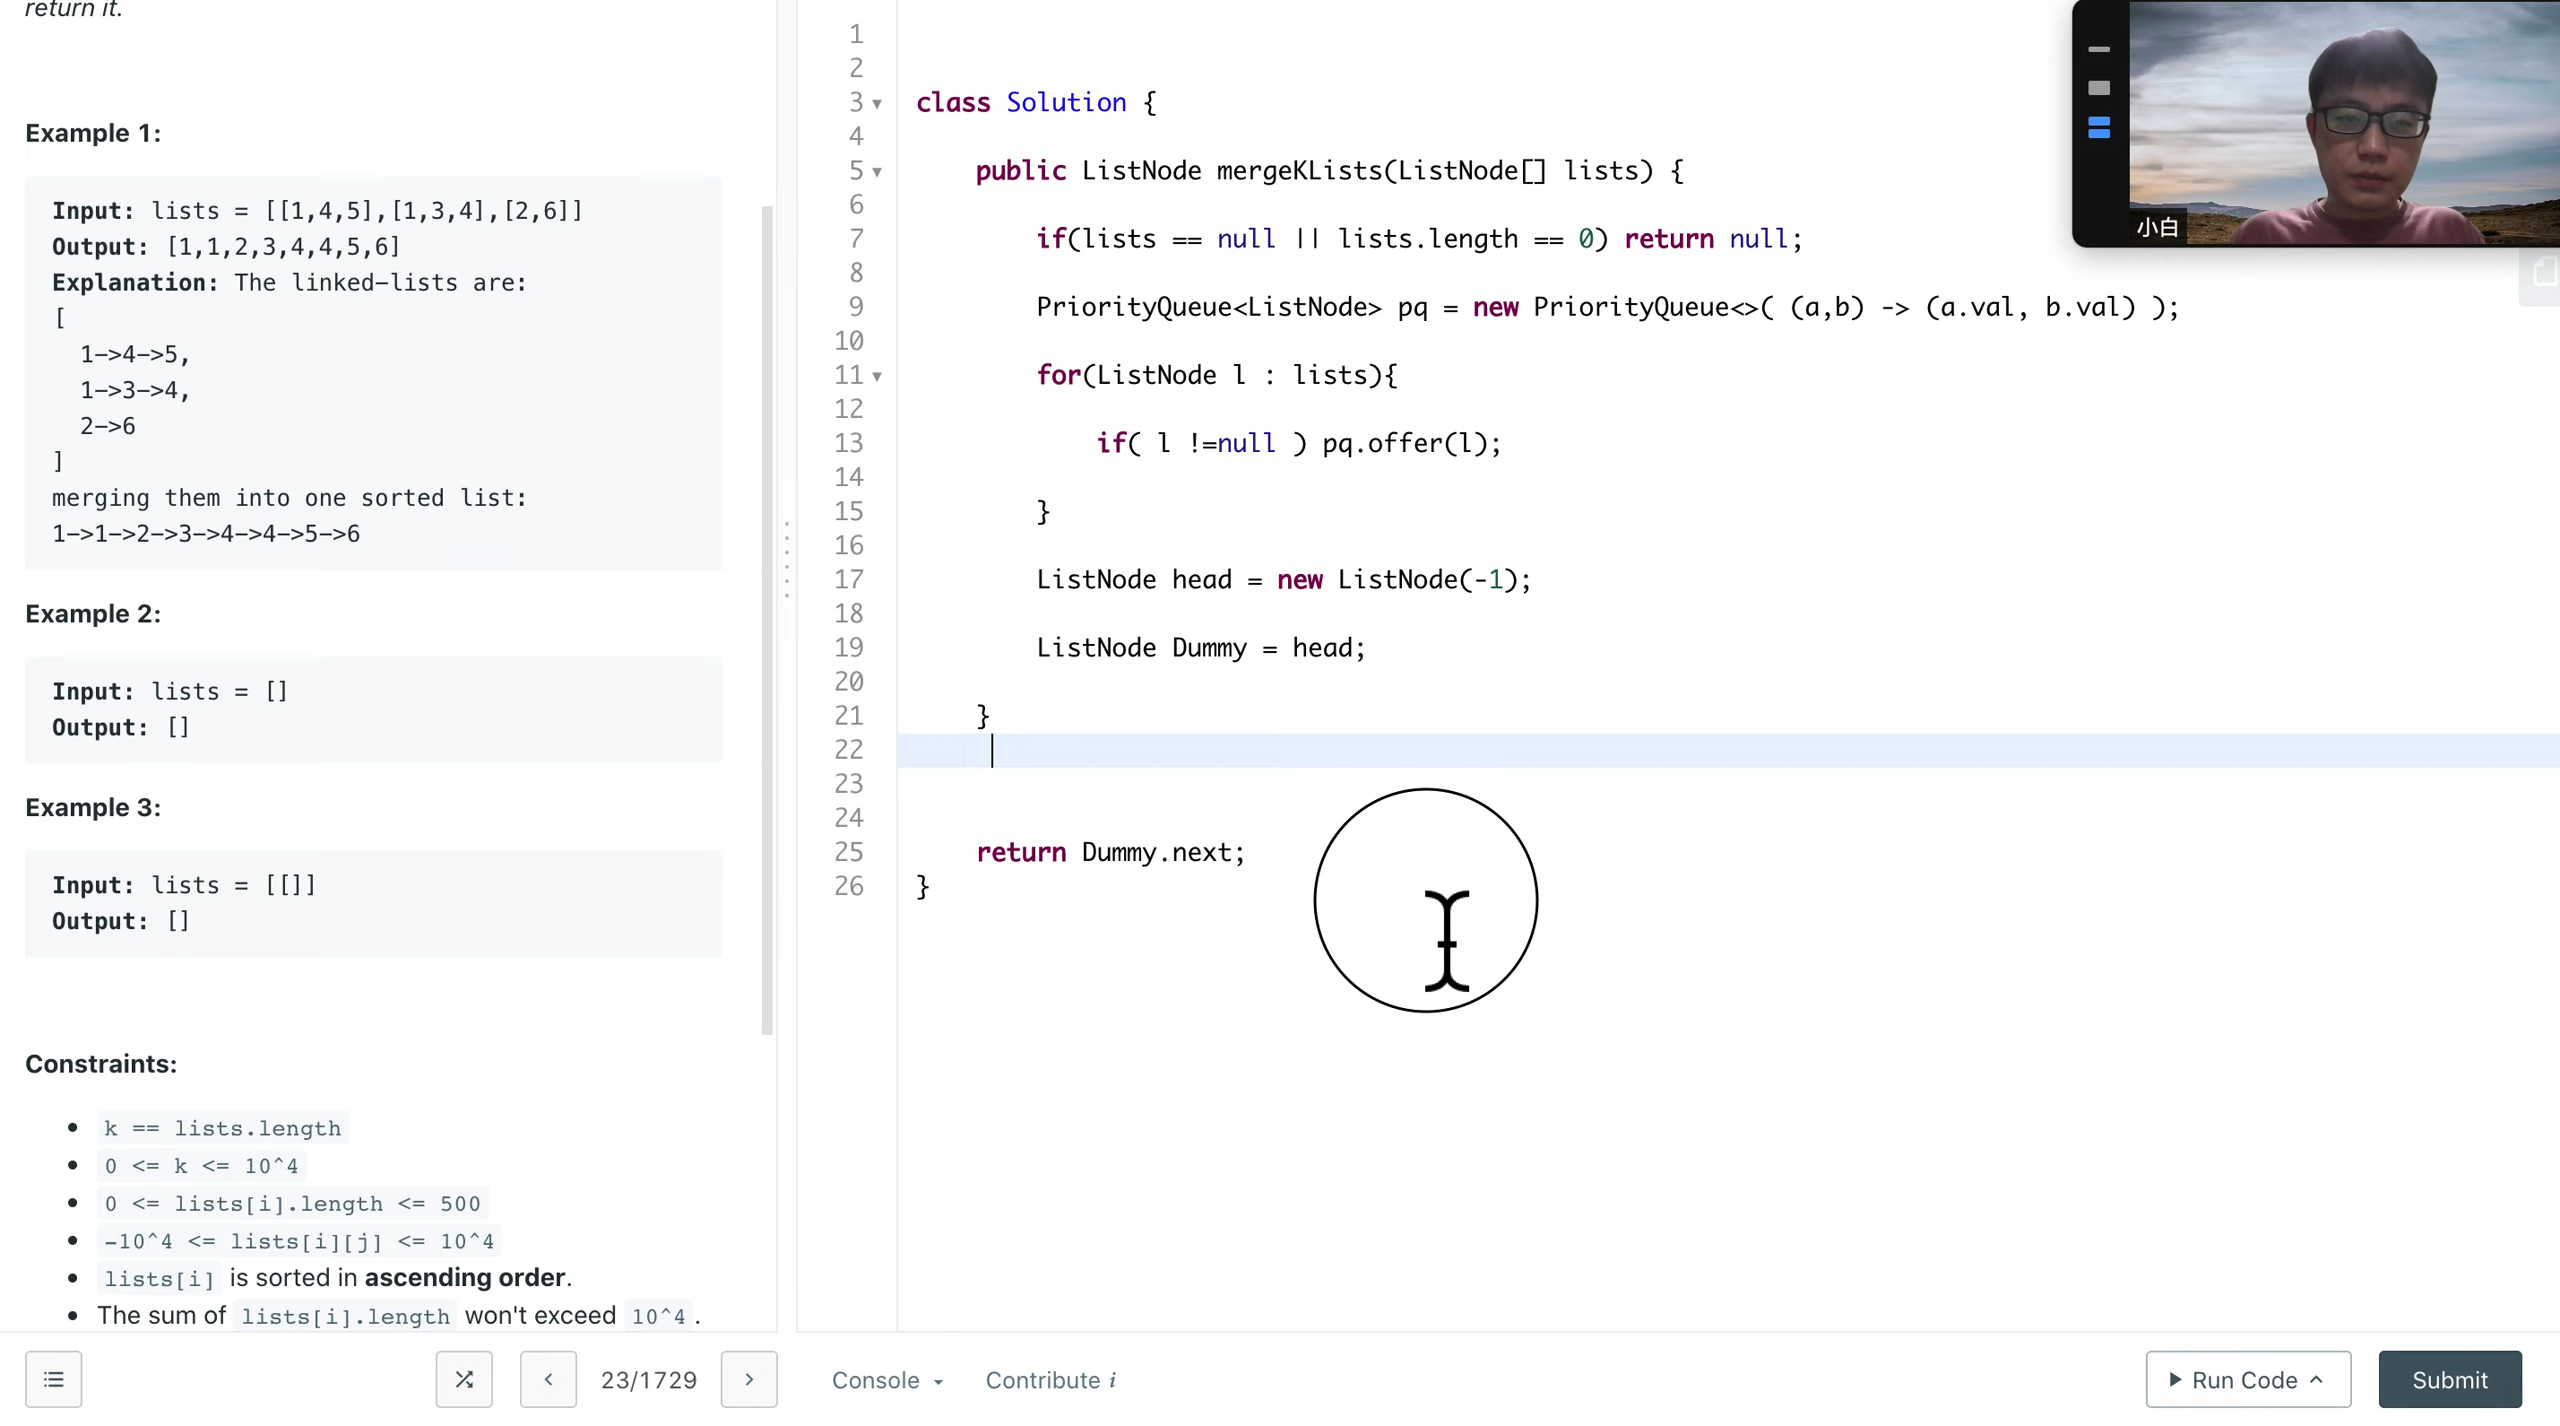 return it.
Example 1:
Input: lists = [[1,4,5],[1,3,4],[2,6]]
Output: [1,1,2,3,4,4,5,6]
Explanation: The linked-lists are:
[
  1->4->5,
  1->3->4,
  2->6
]
merging them into one sorted list:
1->1->2->3->4->4->5->6
Example 2:
Input: lists = []
Output: []
Example 3:
Input: lists = [[]]
Output: []
Constraints:
• k == lists.length
• 0 <= k <= 10^4
• 0 <= lists[i].length <= 500
• -10^4 <= lists[i][j] <= 10^4
• lists[i] is sorted in ascending order.
• The sum of lists[i].length won't exceed 10^4.
23/1729
1
2
3 class Solution {
4
5     public ListNode mergeKLists(ListNode[] lists) {
6
7         if(lists == null || lists.length == 0) return null;
8
9         PriorityQueue<ListNode> pq = new PriorityQueue<>( (a,b) -> (a.val, b.val) );
10
11         for(ListNode l : lists){
12
13             if( l !=null ) pq.offer(l);
14
15         }
16
17         ListNode head = new ListNode(-1);
18
19         ListNode Dummy = head;
20
21     }
22
23
24
25     return Dummy.next;
26 }
小白
Console
Contribute i
Run Code
Submit